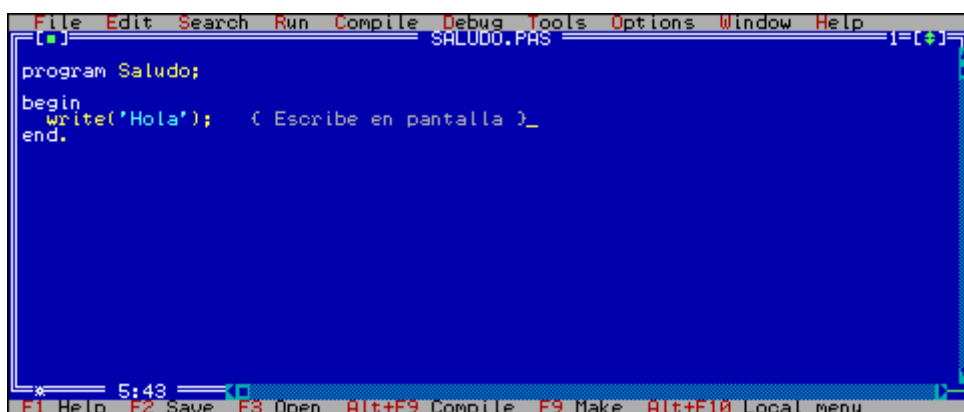 File Edit Search Run Compile Debug Tools Options Window Help
SALUDO.PAS 1
program Saludo;
begin
write('Hola'); { Escribe en pantalla }_
end.
* 5:43
F1 Help F2 Save F3 Open Alt+F9 Compile F9 Make Alt+F10 Local menu